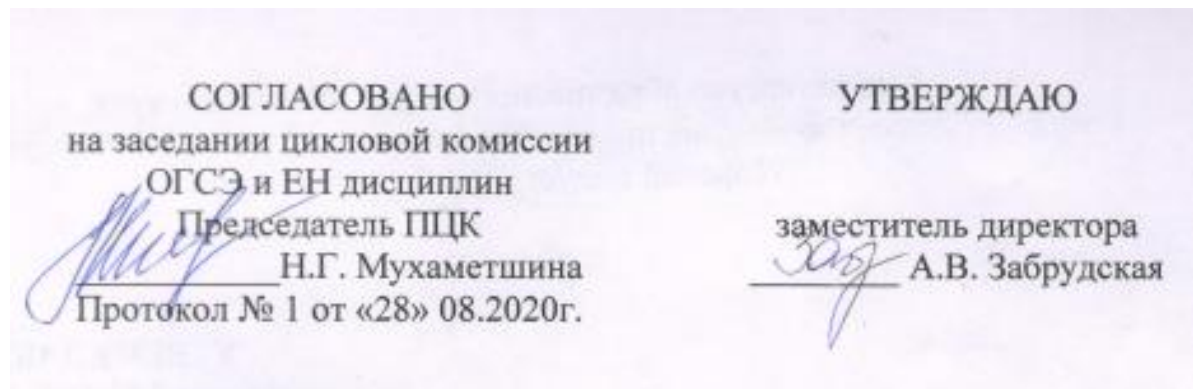 СОГЛАСОВАНО
на заседании цикловой комиссии
ОГСЭ и ЕН дисциплин
Председатель ПЦК
Н.Г. Мухаметшина
Протокол № 1 от «28» 08.2020г.
УТВЕРЖДАЮ
заместитель директора
А.В. Забрудская